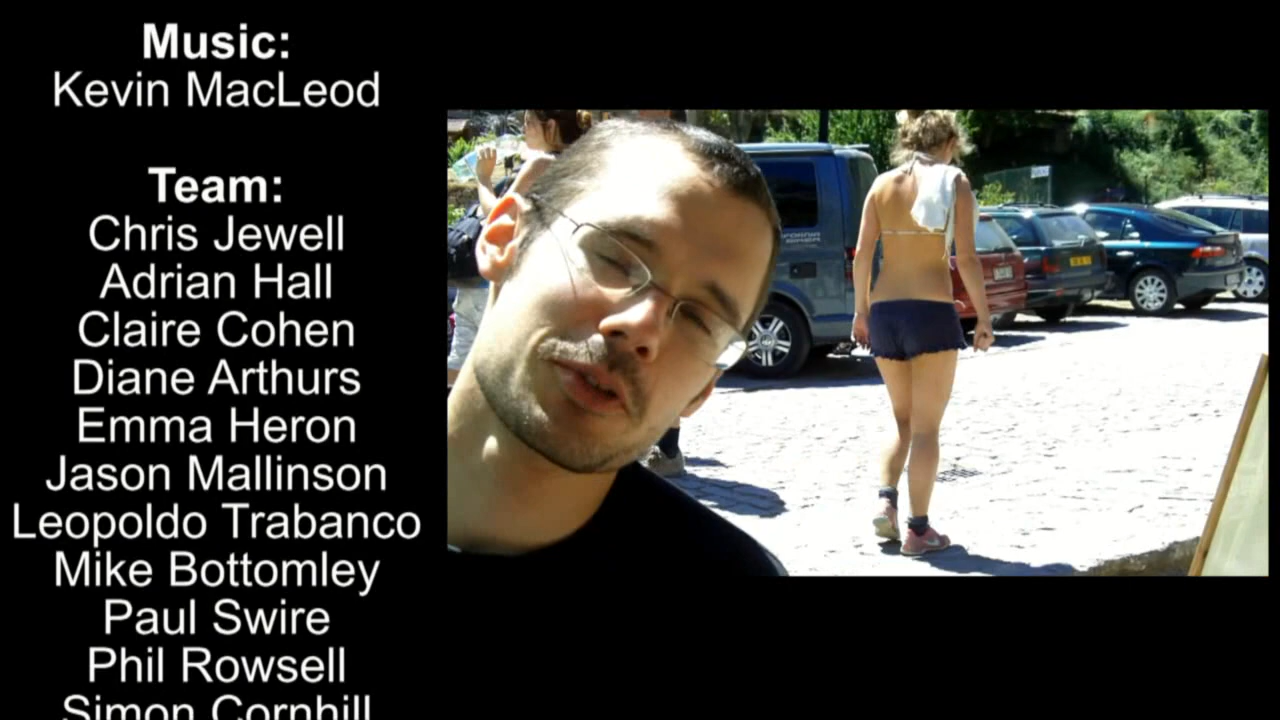 Music:
Kevin MacLeod
Team:
Chris Jewell
Adrian Hall
Claire Cohen
Diane Arthurs
Emma Heron
Jason Mallinson
Leopoldo Trabanco
Mike Bottomley
Paul Swire
Phil Rowsell
Simon Cornhill